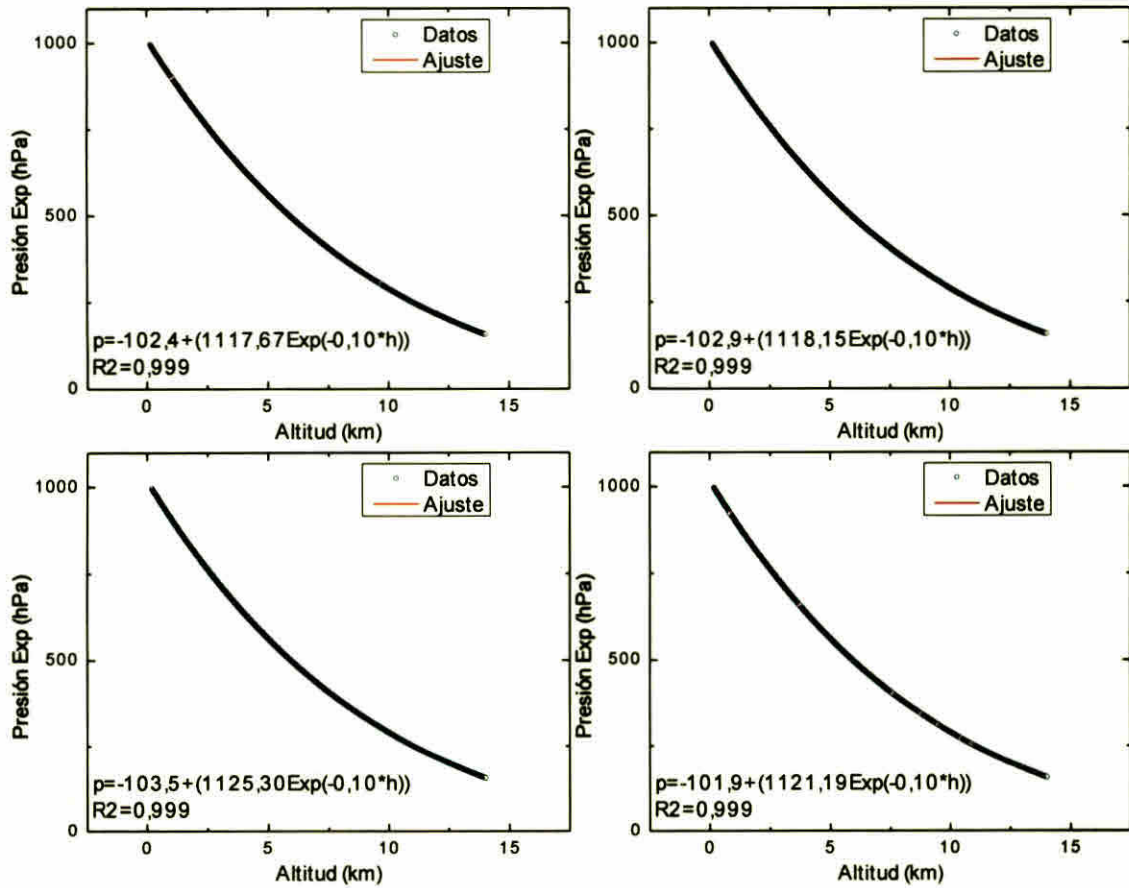 1000
500
0
Presión Exp (hPa)
Datos
Ajuste
p=-102,4+(1117,67Exp(-0,10*h))
R2=0,999
0 5 10 15
Altitud (km)
1000
500
0
Presión Exp (hPa)
Datos
Ajuste
p=-102,9+(1118,15Exp(-0,10*h))
R2=0,999
0 5 10 15
Altitud (km)
1000
500
0
Presión Exp (hPa)
Datos
Ajuste
p=-103,5+(1125,30Exp(-0,10*h))
R2=0,999
0 5 10 15
Altitud (km)
1000
500
0
Presión Exp (hPa)
Datos
Ajuste
p=-101,9+(1121,19Exp(-0,10*h))
R2=0,999
0 5 10 15
Altitud (km)